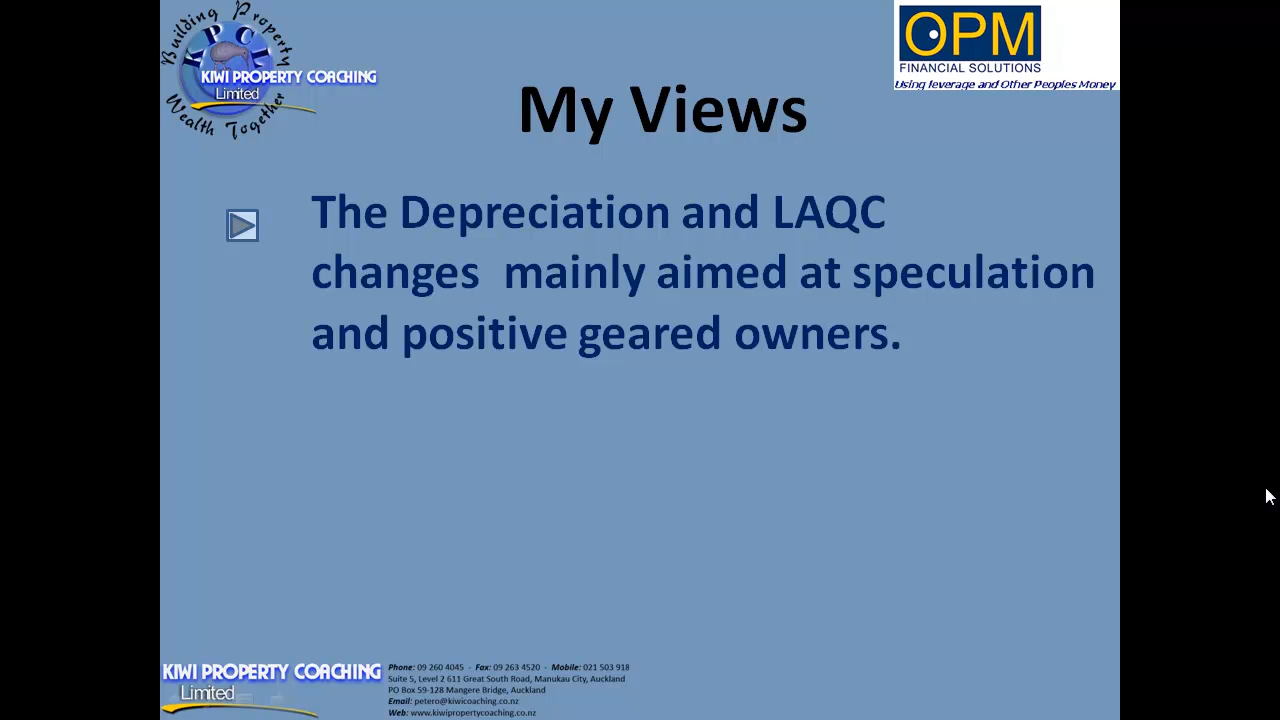 Building Property
KPCL
KIWI PROPERTY COACHING
Limited
Wealth Together
OPM
FINANCIAL SOLUTIONS
Using leverage and Other Peoples Money
My Views
The Depreciation and LAQC
changes mainly aimed at speculation
and positive geared owners.
KIWI PROPERTY COACHING
Limited
Phone: 09 260 4045 - Fax: 09 263 4520 - Mobile: 021 503 918
Suite 5, Level 2 611 Great South Road, Manukau City, Auckland
PO Box 59-128 Mangere Bridge, Auckland
Email: petero@kiwicoaching.co.nz
Web: www.kiwipropertycoaching.co.nz